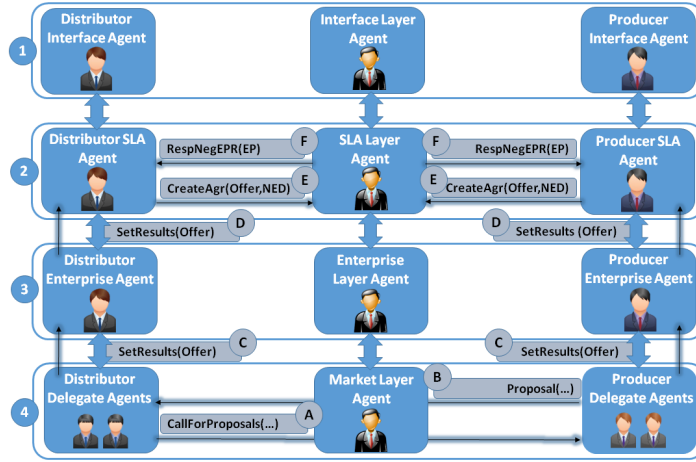 Distributor
Interface Agent
Interface Layer
Agent
Producer
Interface Agent
1
Distributor SLA
Agent
RespNegEPR(EP)
F
SLA Layer
Agent
F
RespNegEPR(EP)
Producer SLA
Agent
2
CreateAgr(Offer,NED)
E
E
CreateAgr(Offer,NED)
SetResults(Offer)
D
D
SetResults (Offer)
Distributor
Enterprise Agent
Enterprise
Layer Agent
Producer
Enterprise Agent
3
SetResults(Offer)
C
C
SetResults(Offer)
Distributor
Delegate Agents
Market Layer
Agent
B
Proposal(...)
Producer
Delegate Agents
4
CallForProposals(...)
A